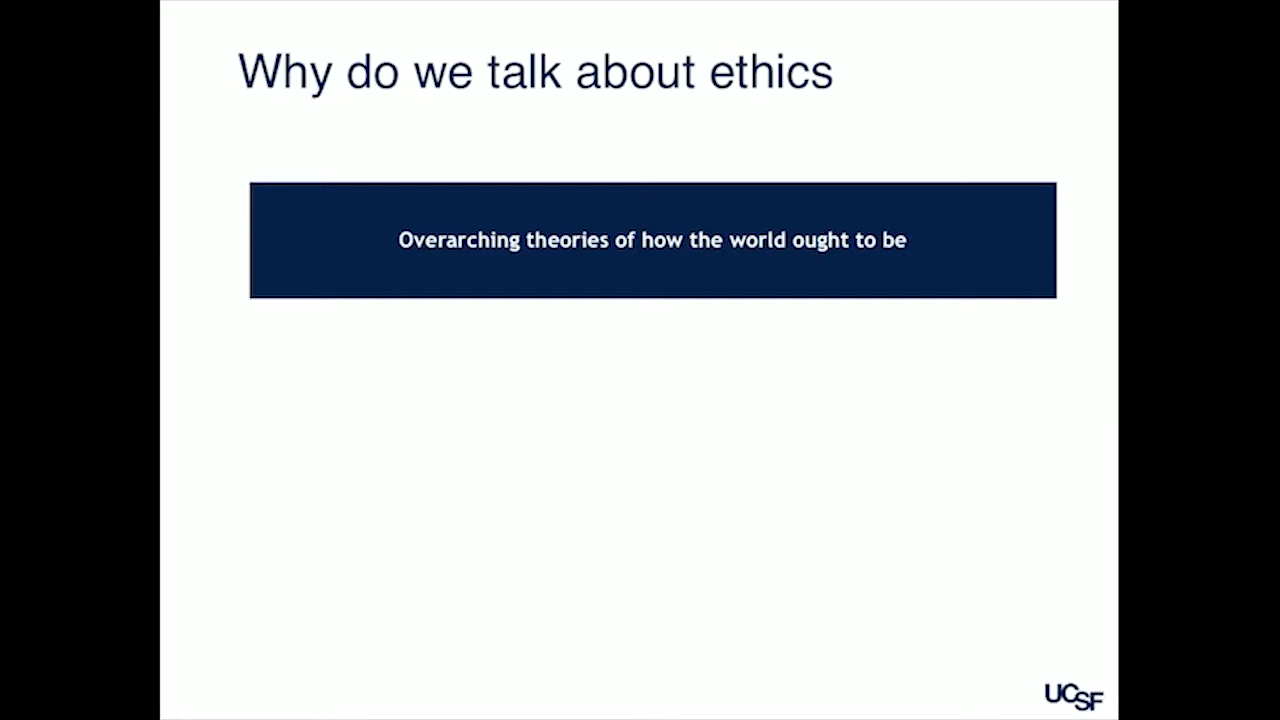 Why do we talk about ethics
Overarching theories of how the world ought to be
UCSF